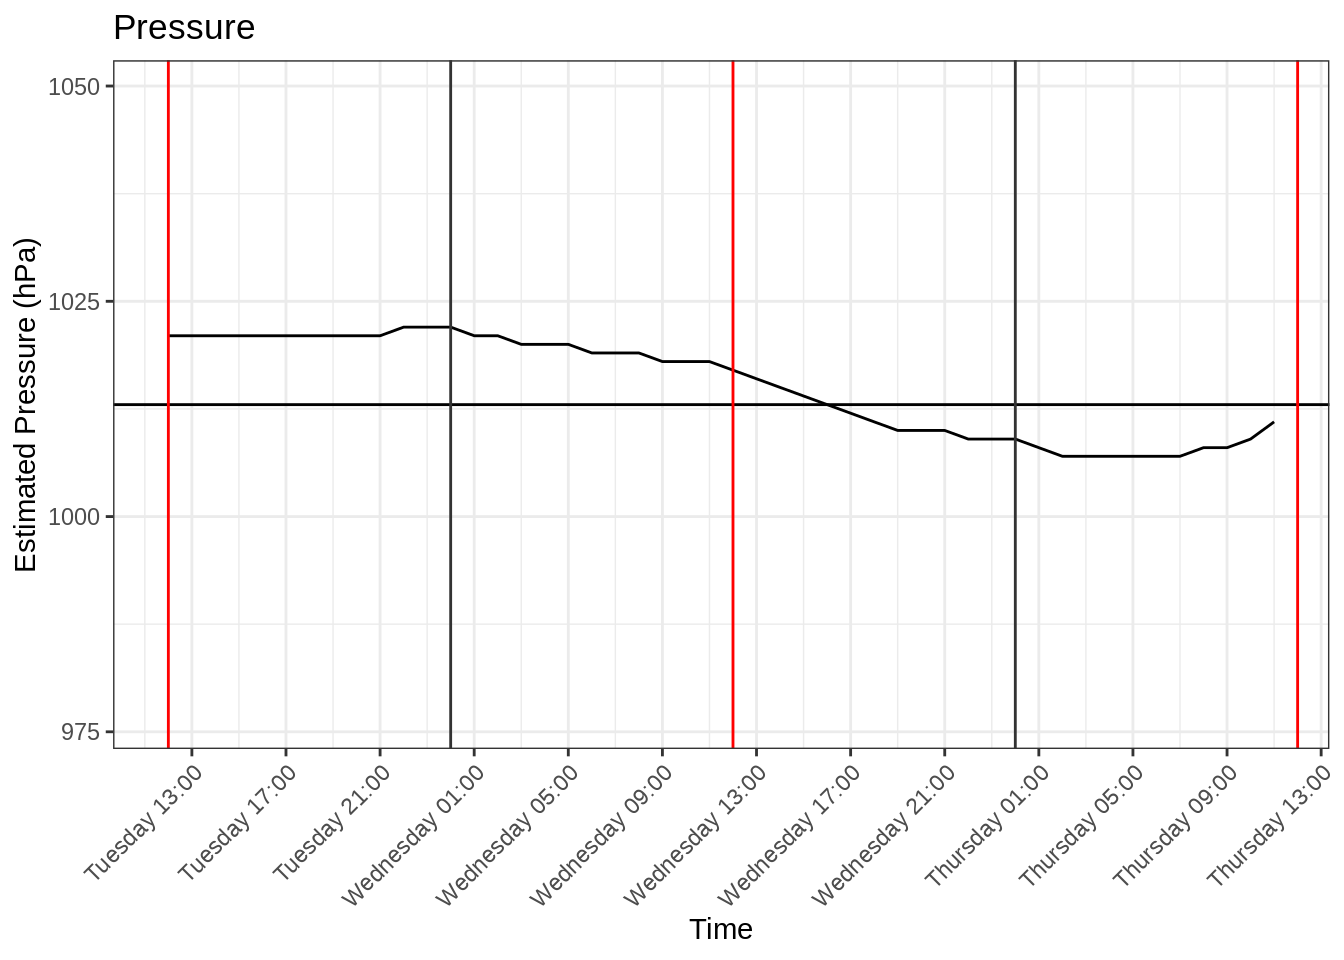 Pressure
Estimated Pressure (hPa)
1050
1025
1000
975
Tuesday 13:00
Tuesday 17:00
Tuesday 21:00
Wednesday 01:00
Wednesday 05:00
Wednesday 09:00
Wednesday 13:00
Wednesday 17:00
Wednesday 21:00
Thursday 01:00
Thursday 05:00
Thursday 09:00
Thursday 13:00
Time